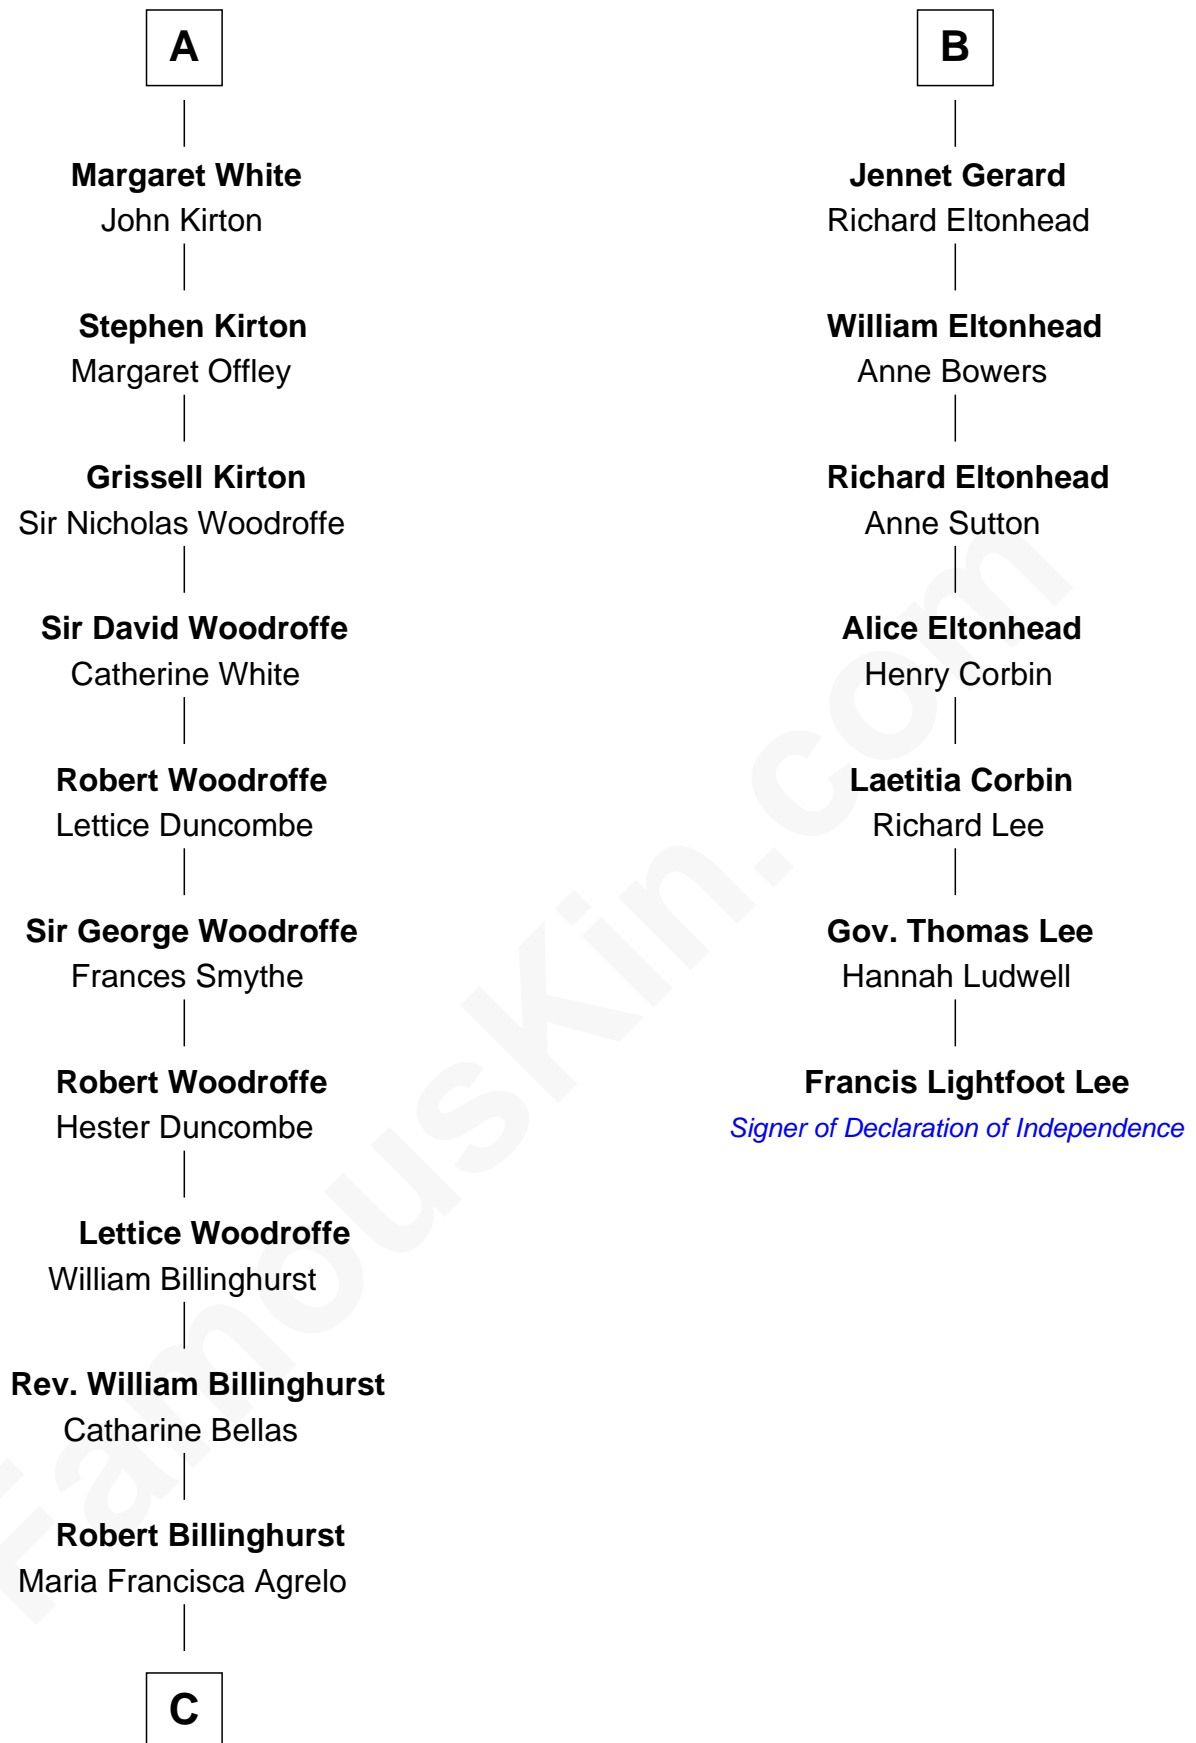 A
Margaret White
John Kirton
Stephen Kirton
Margaret Offley
Grissell Kirton
Sir Nicholas Woodroffe
Sir David Woodroffe
Catherine White
Robert Woodroffe
Lettice Duncombe
Sir George Woodroffe
Frances Smythe
Robert Woodroffe
Hester Duncombe
Lettice Woodroffe
William Billinghurst
Rev. William Billinghurst
Catharine Bellas
Robert Billinghurst
Maria Francisca Agrelo
C
B
Jennet Gerard
Richard Eltonhead
William Eltonhead
Anne Bowers
Richard Eltonhead
Anne Sutton
Alice Eltonhead
Henry Corbin
Laetitia Corbin
Richard Lee
Gov. Thomas Lee
Hannah Ludwell
Francis Lightfoot Lee
Signer of Declaration of Independence
FamousKin.com